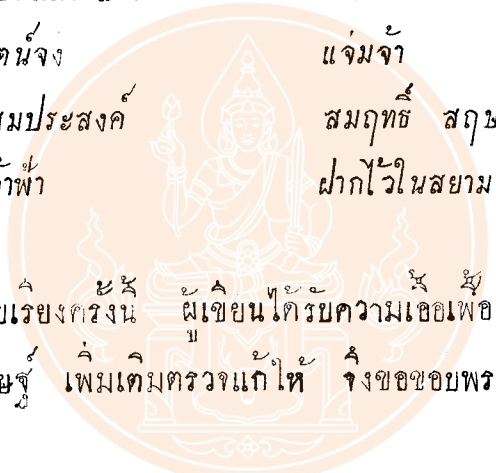 ตน์จง แจ่มจ้า
สมประสงค์ สมฤทธิ์ สฤษ
าฟ้า ฝากไว้ในสยาม
บเรียงครั้งนี้ ผู้เขียนได้รับความเอื้อเฟื้อ
ษฐ์ เพิ่มเติมตรวจแก้ให้ จึงขอขอบพร